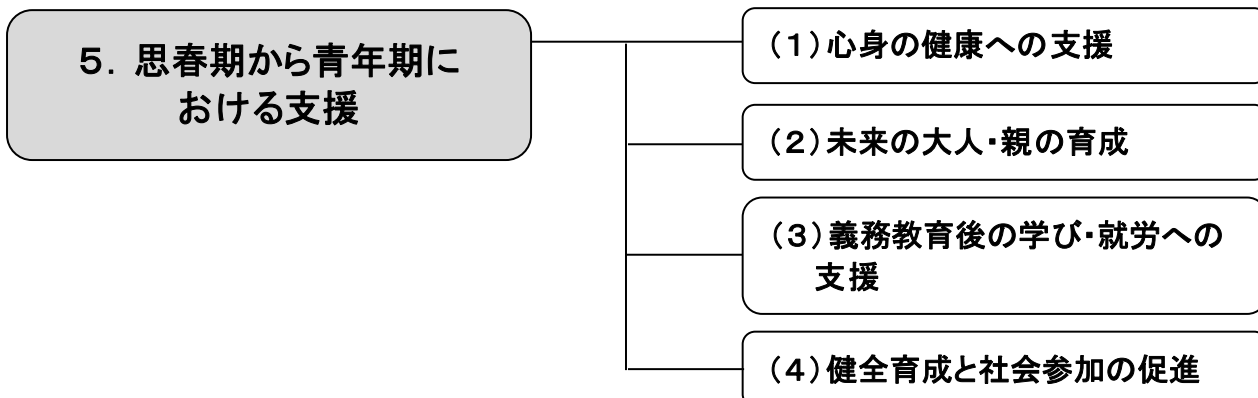 ５．思春期から青年期に
おける支援
（１）心身の健康への支援
（２）未来の大人・親の育成
（３）義務教育後の学び・就労への
支援
（４）健全育成と社会参加の促進